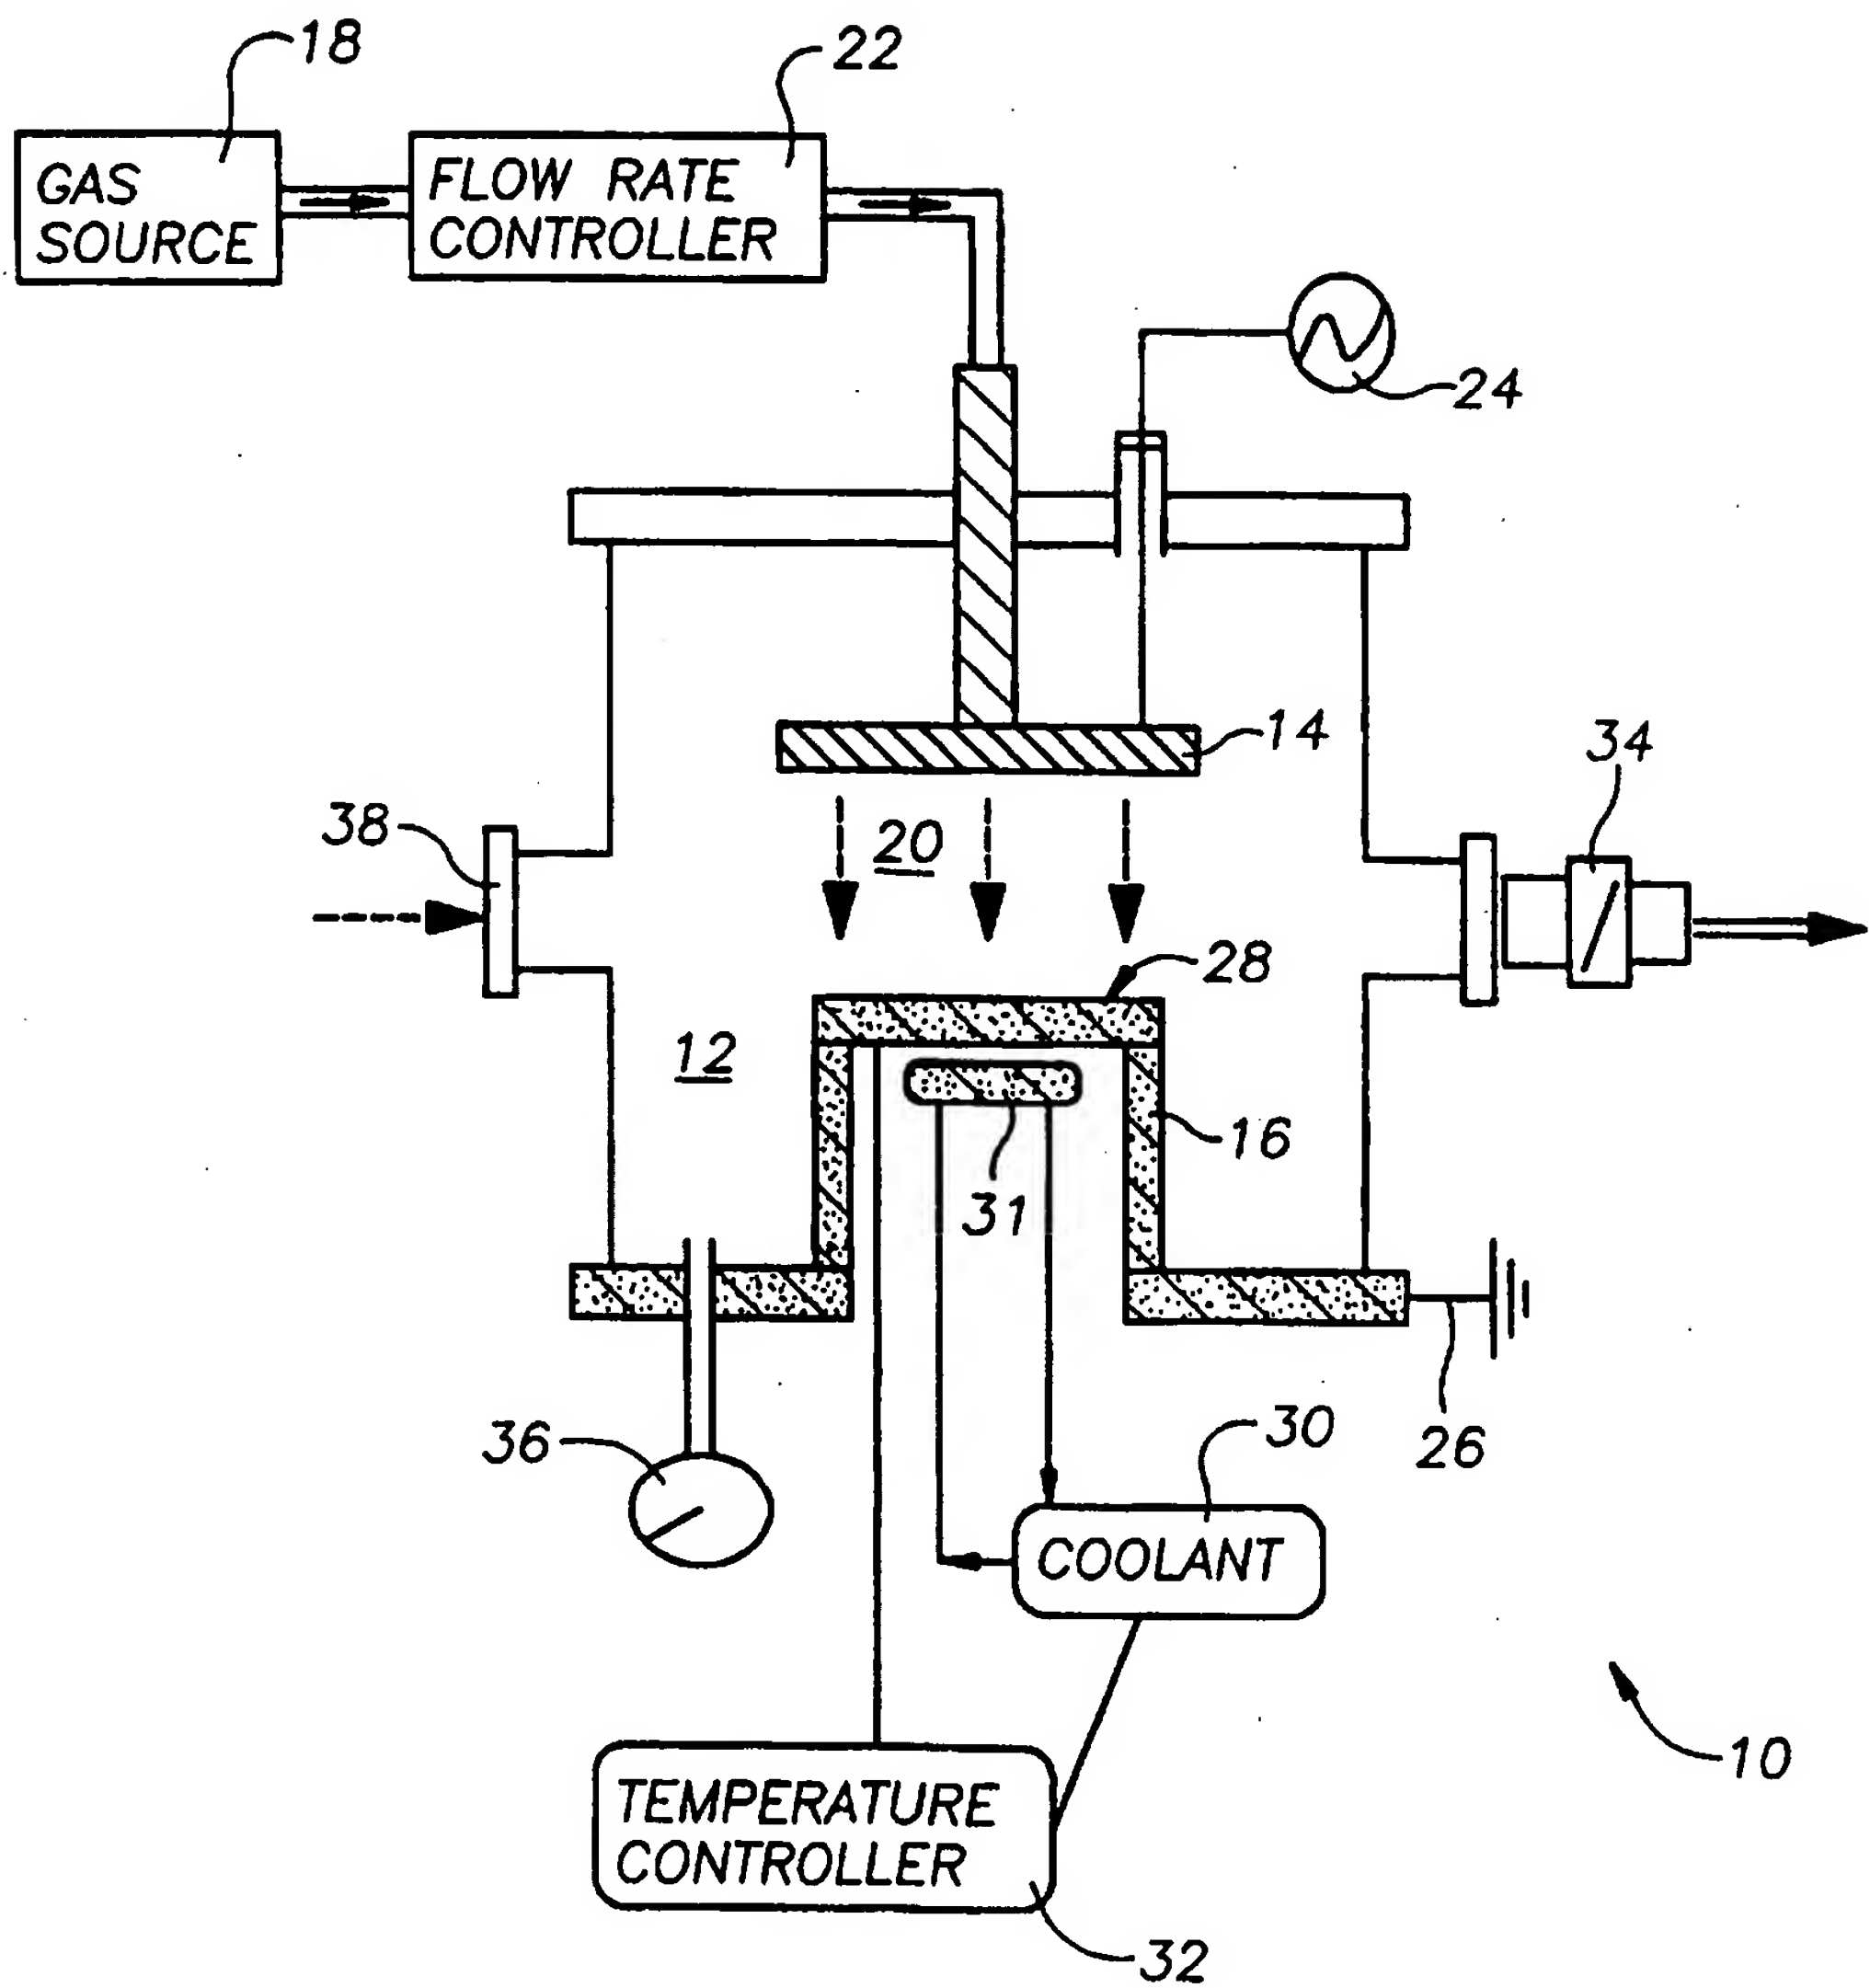 18
22
GAS
SOURCE
FLOW RATE
CONTROLLER
24
14
34
38
20
28
12
16
31
30
26
36
COOLANT
10
TEMPERATURE
CONTROLLER
32